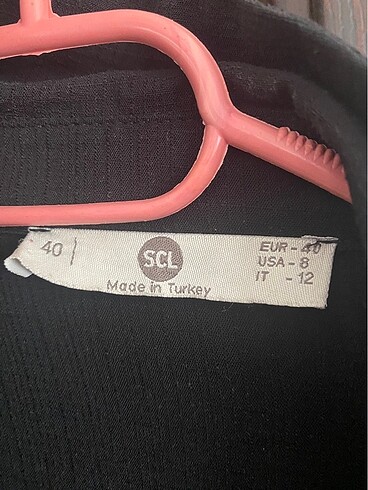 40
SCL
Made in Turkey
EUR - 40
USA - 8
IT - 12